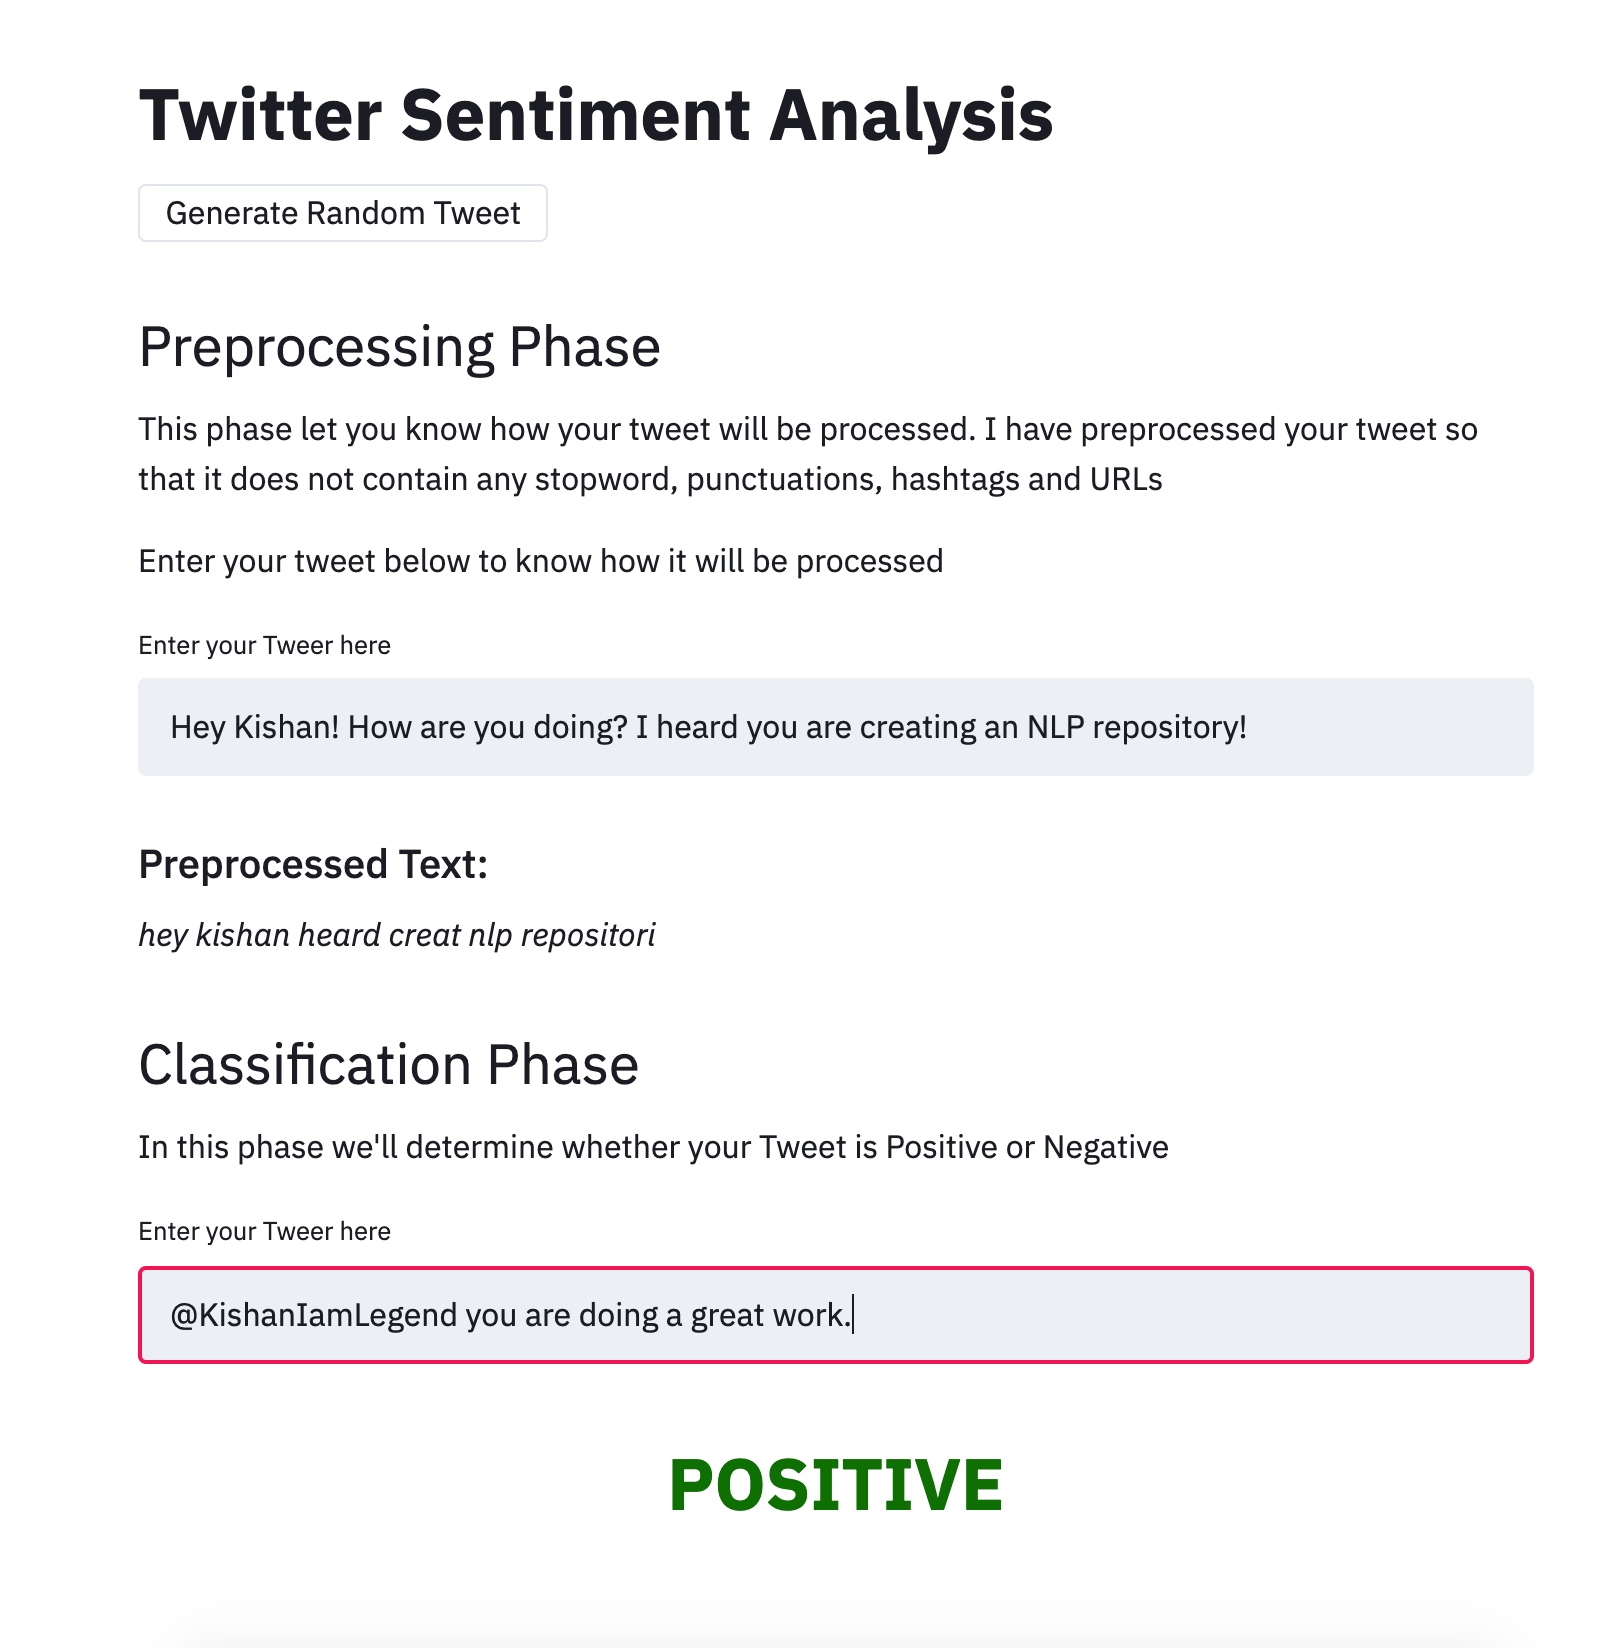 Twitter Sentiment Analysis
Generate Random Tweet
Preprocessing Phase
This phase let you know how your tweet will be processed. I have preprocessed your tweet so
that it does not contain any stopword, punctuations, hashtags and URLs
Enter your tweet below to know how it will be processed
Enter your Tweer here
Hey Kishan! How are you doing? I heard you are creating an NLP repository!
Preprocessed Text:
hey kishan heard creat nlp repositori
Classification Phase
In this phase we'll determine whether your Tweet is Positive or Negative
Enter your Tweer here
@KishanIamLegend you are doing a great work.
POSITIVE